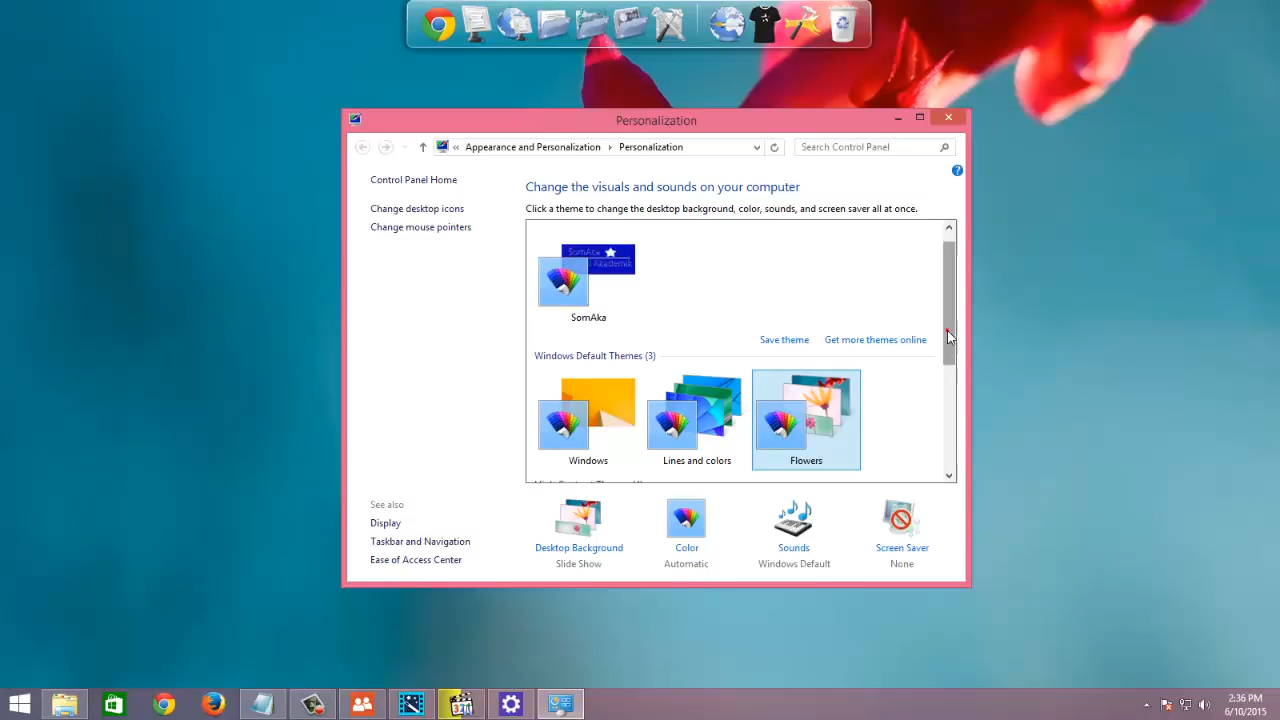 Personalization
« Appearance and Personalization › Personalization
Search Control Panel
Control Panel Home
Change desktop icons
Change mouse pointers
Change the visuals and sounds on your computer
Click a theme to change the desktop background, color, sounds, and screen saver all at once.
SomAka
Akademik
SomAka
Save theme Get more themes online
Windows Default Themes (3)
Windows Lines and colors Flowers
See also
Display
Taskbar and Navigation
Ease of Access Center
Desktop Background Color Sounds Screen Saver
Slide Show Automatic Windows Default None
321
2:36 PM
6/10/2015